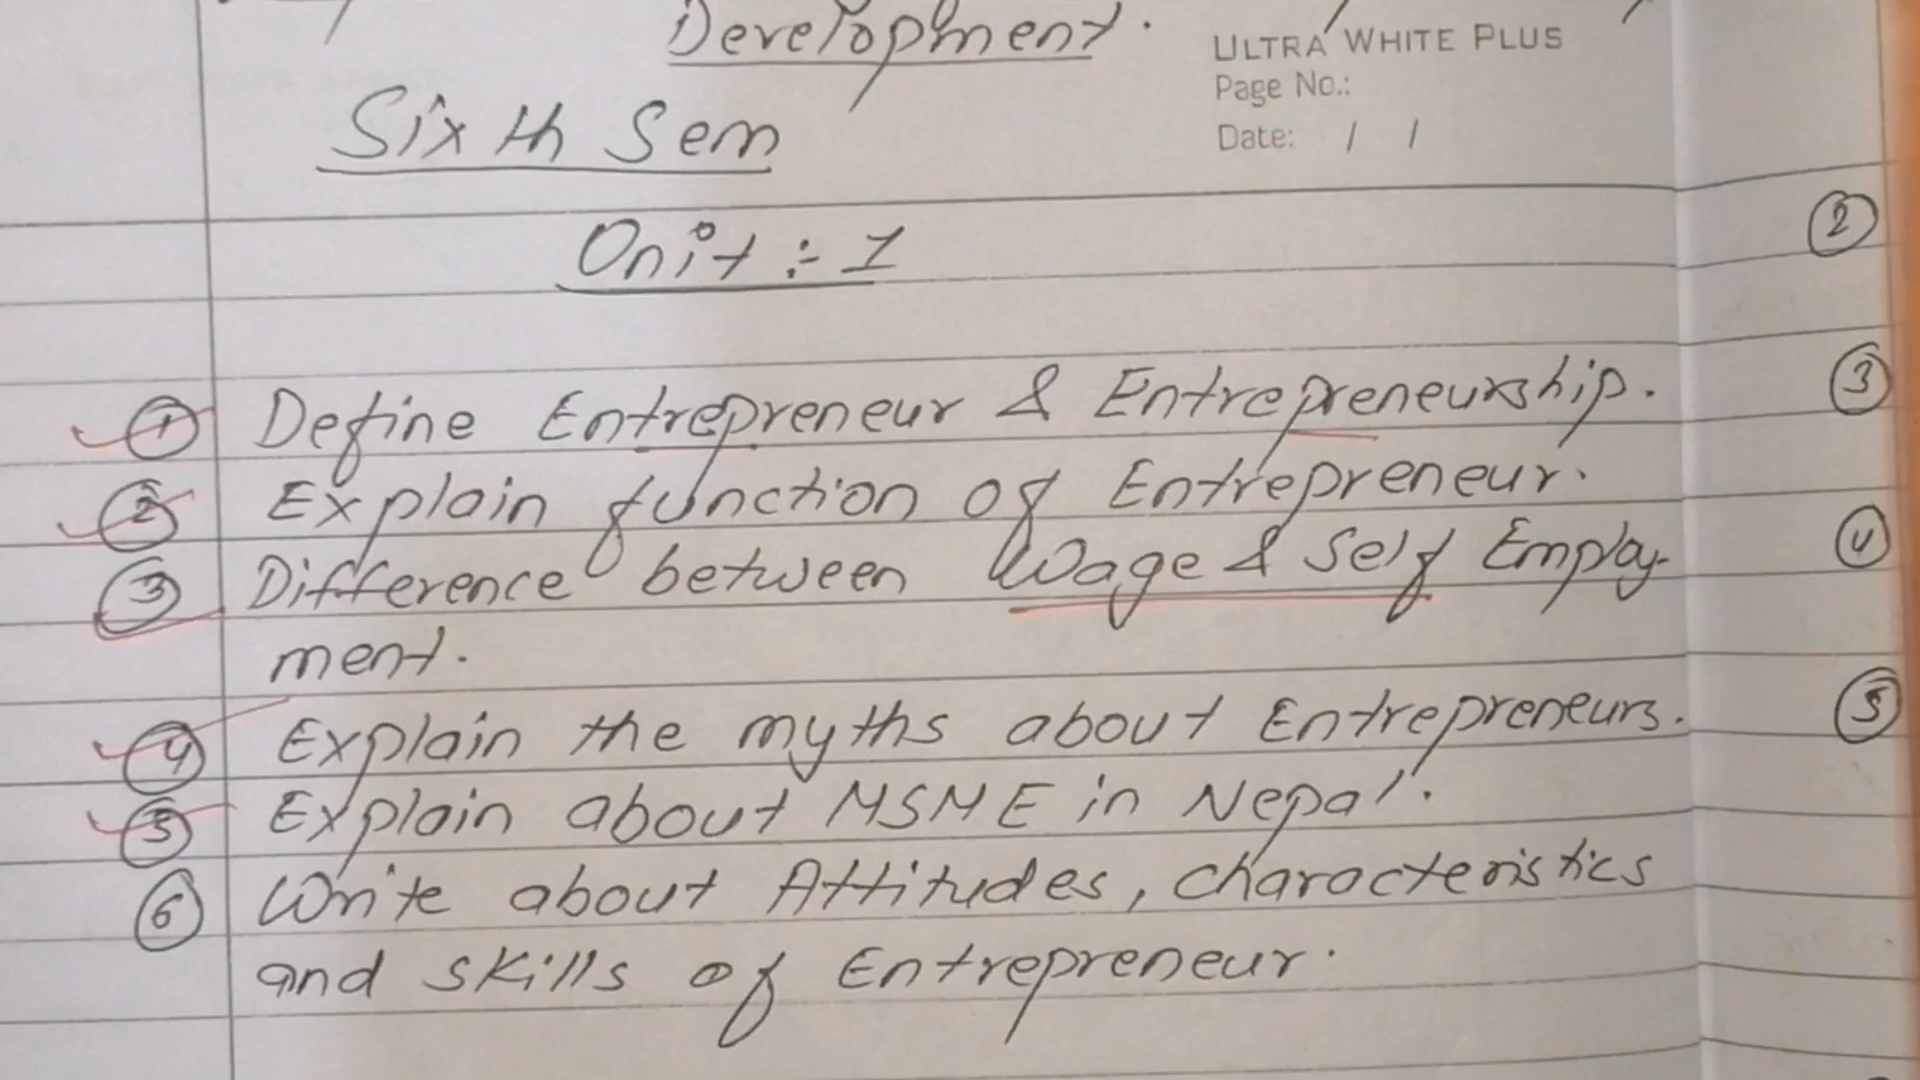 Development.
ULTRA WHITE PLUS
Page No.:
Date: / /
Sixth Sem
Unit :- 1
2
① Define Entrepreneur & Entrepreneurship.
3
② Explain function of Entrepreneur.
③ Difference between Wage & Self Employ-
4
ment.
④ Explain the myths about Entrepreneurs.
5
⑤ Explain about MSME in Nepal.
⑥ Write about Attitudes, characteristics
and skills of Entrepreneur.